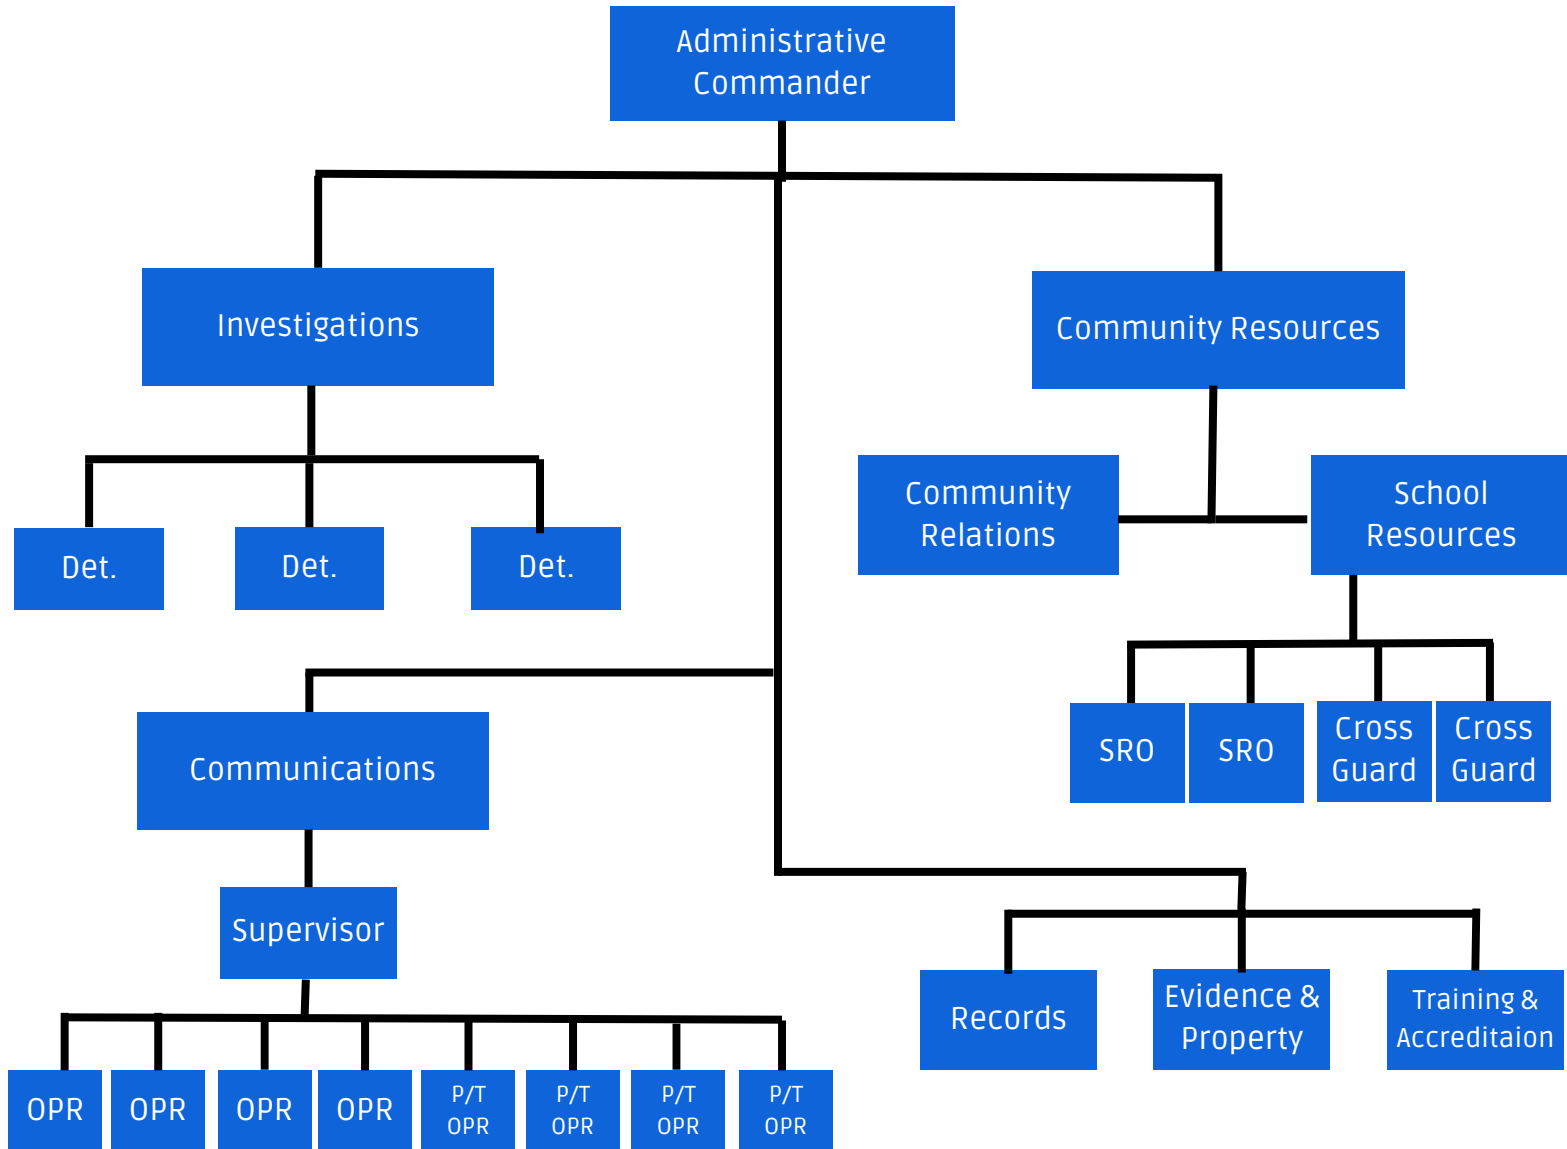 Administrative
Commander
Investigations
Community Resources
Community
Relations
School
Resources
Det.
Det.
Det.
SRO
SRO
Cross
Guard
Cross
Guard
Communications
Supervisor
Records
Evidence &
Property
Training &
Accreditaion
OPR
OPR
OPR
OPR
P/T
OPR
P/T
OPR
P/T
OPR
P/T
OPR